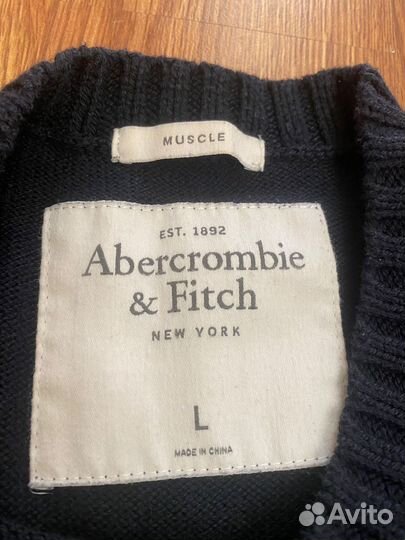 MUSCLE
EST. 1892
Abercrombie
& Fitch
NEW YORK
L
MADE IN CHINA
Avito